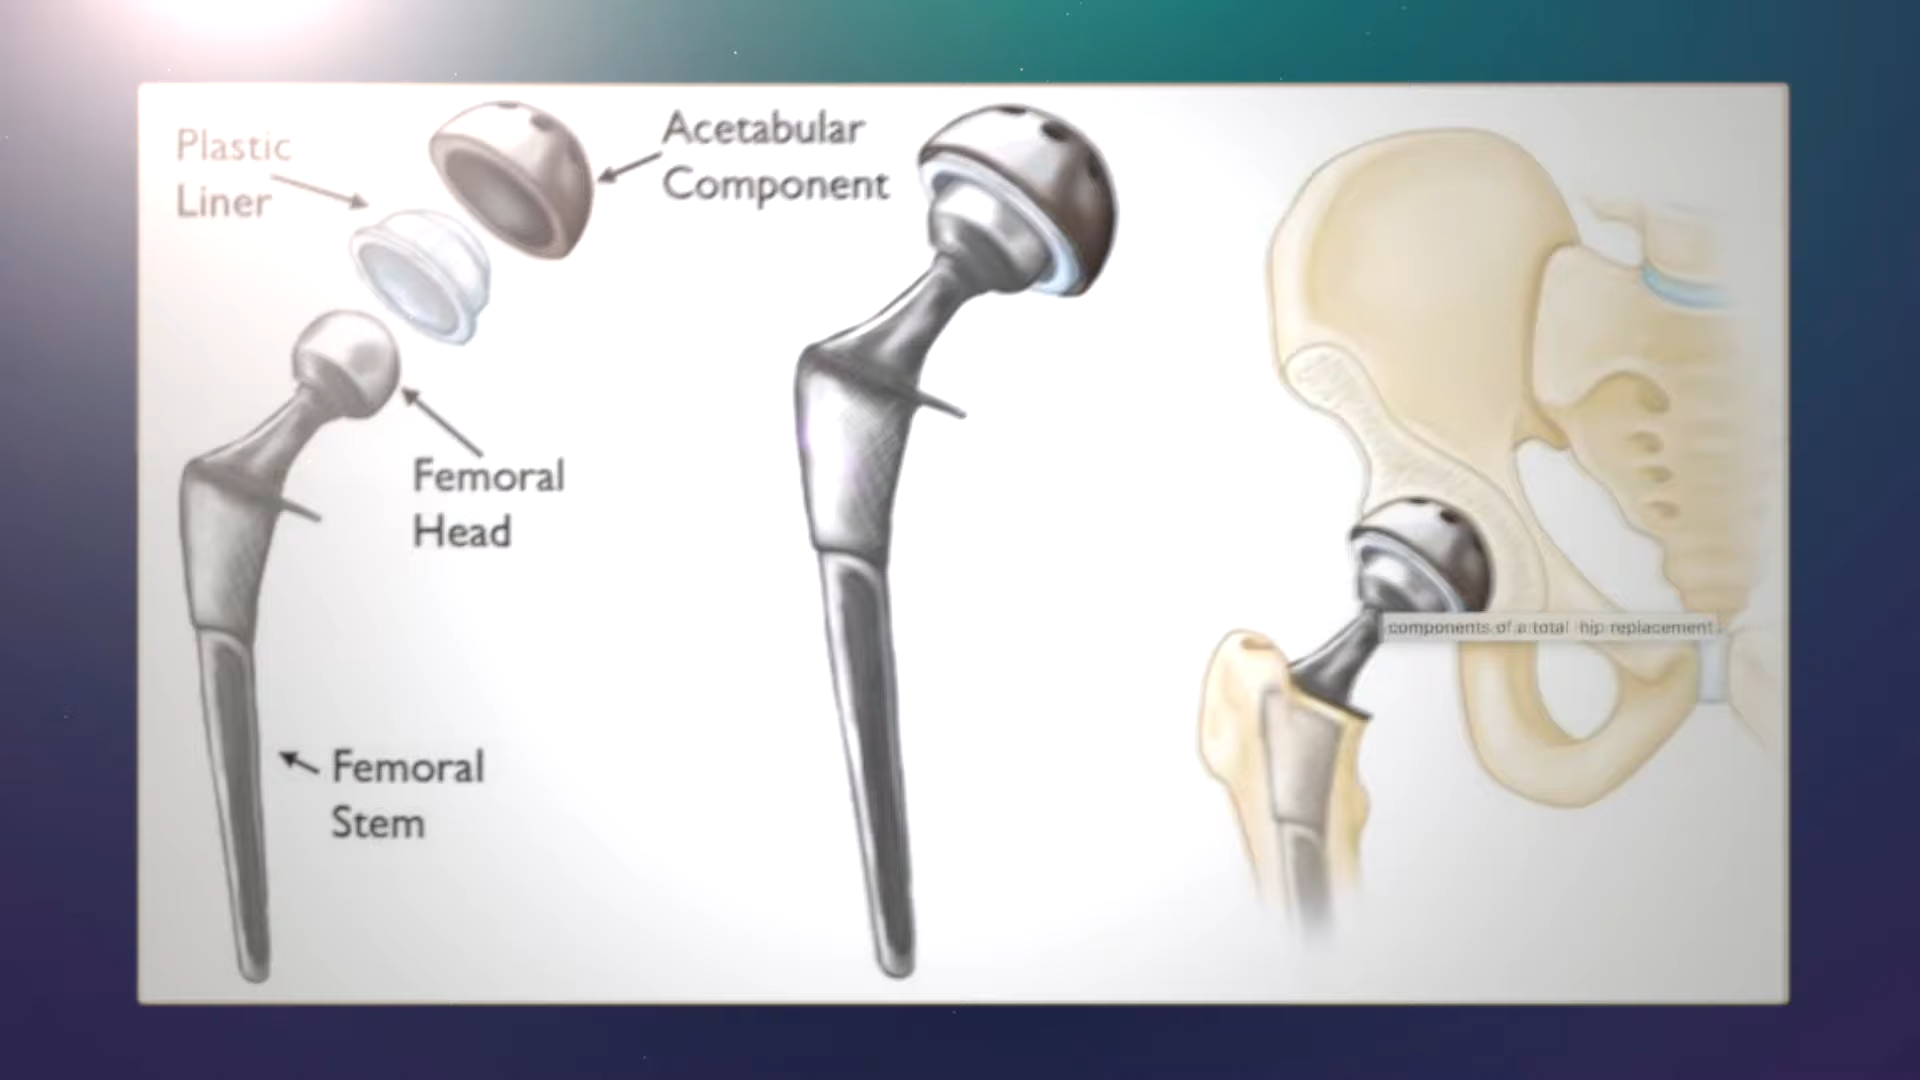 Plastic
Liner
Acetabular
Component
Femoral
Head
Femoral
Stem
components of a total hip replacement.